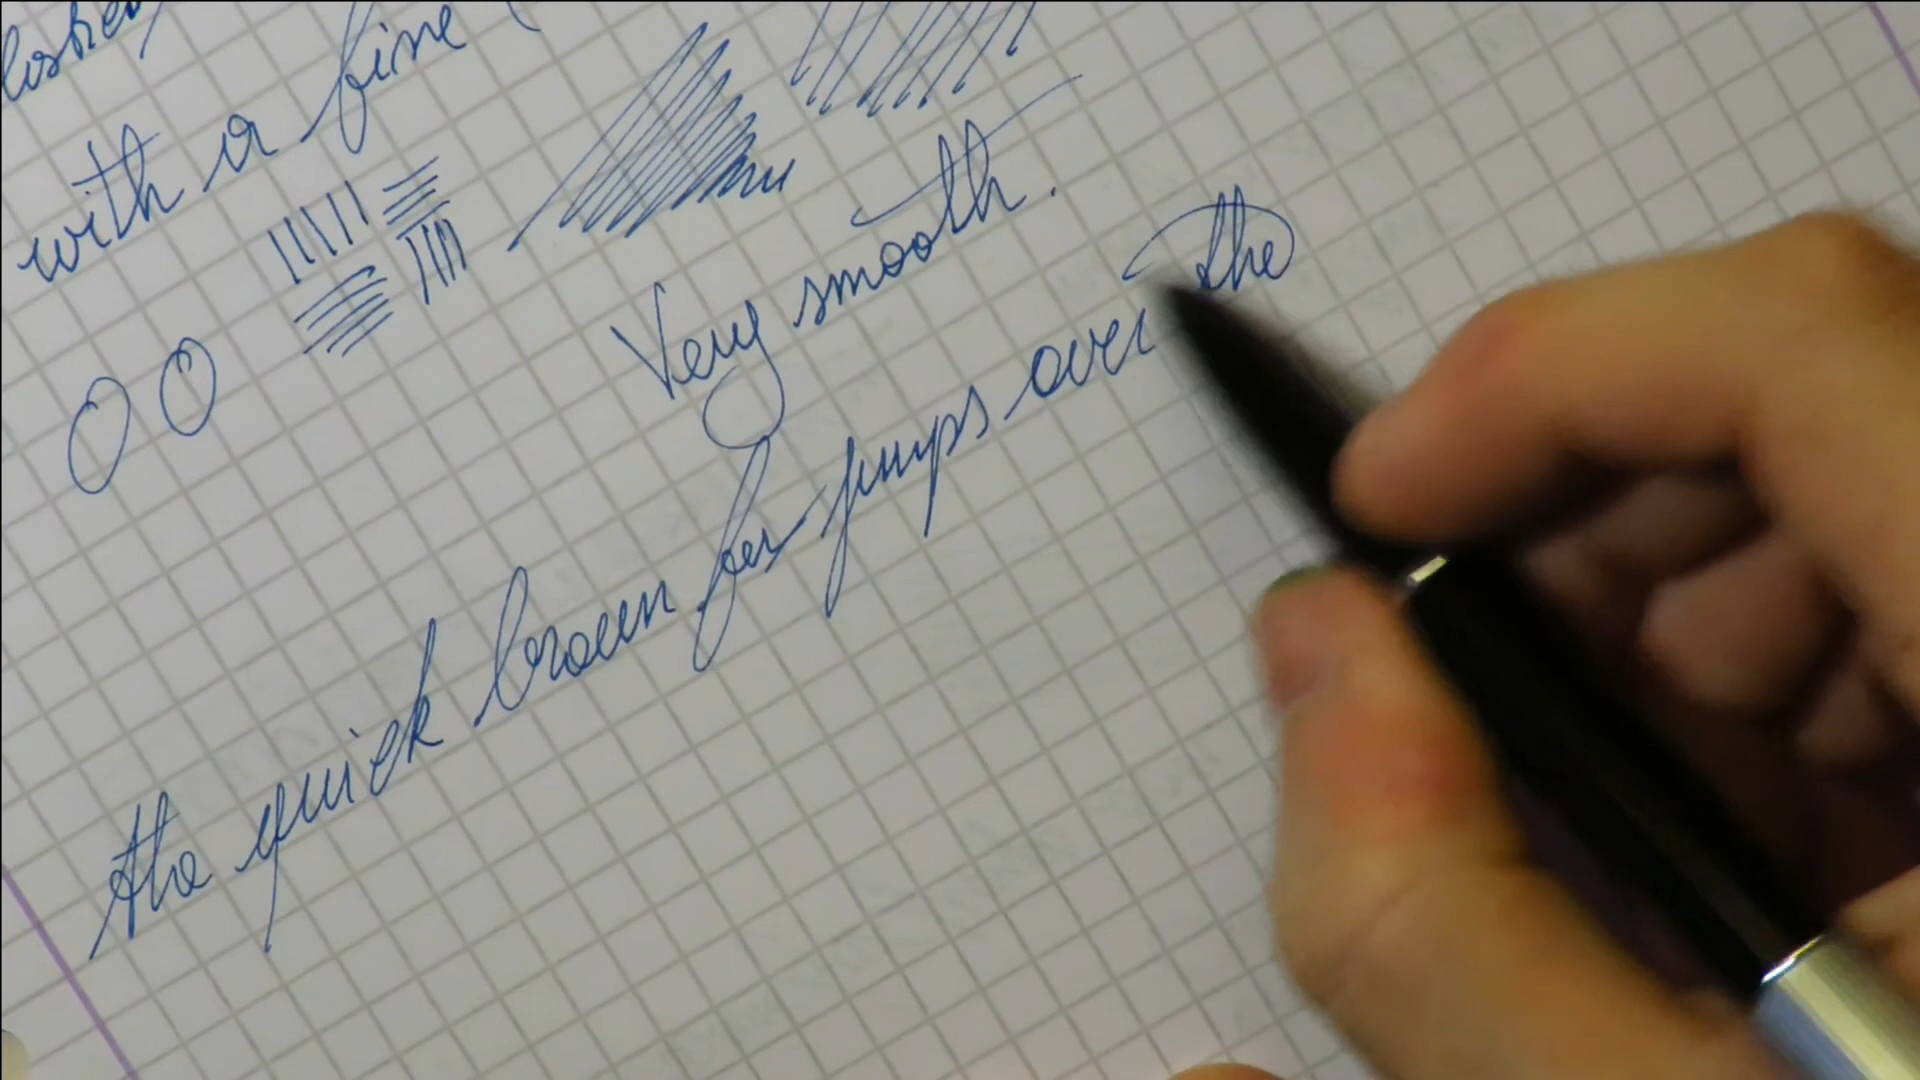 with a fine
Very smooth.
the quick brown fox jumps over the